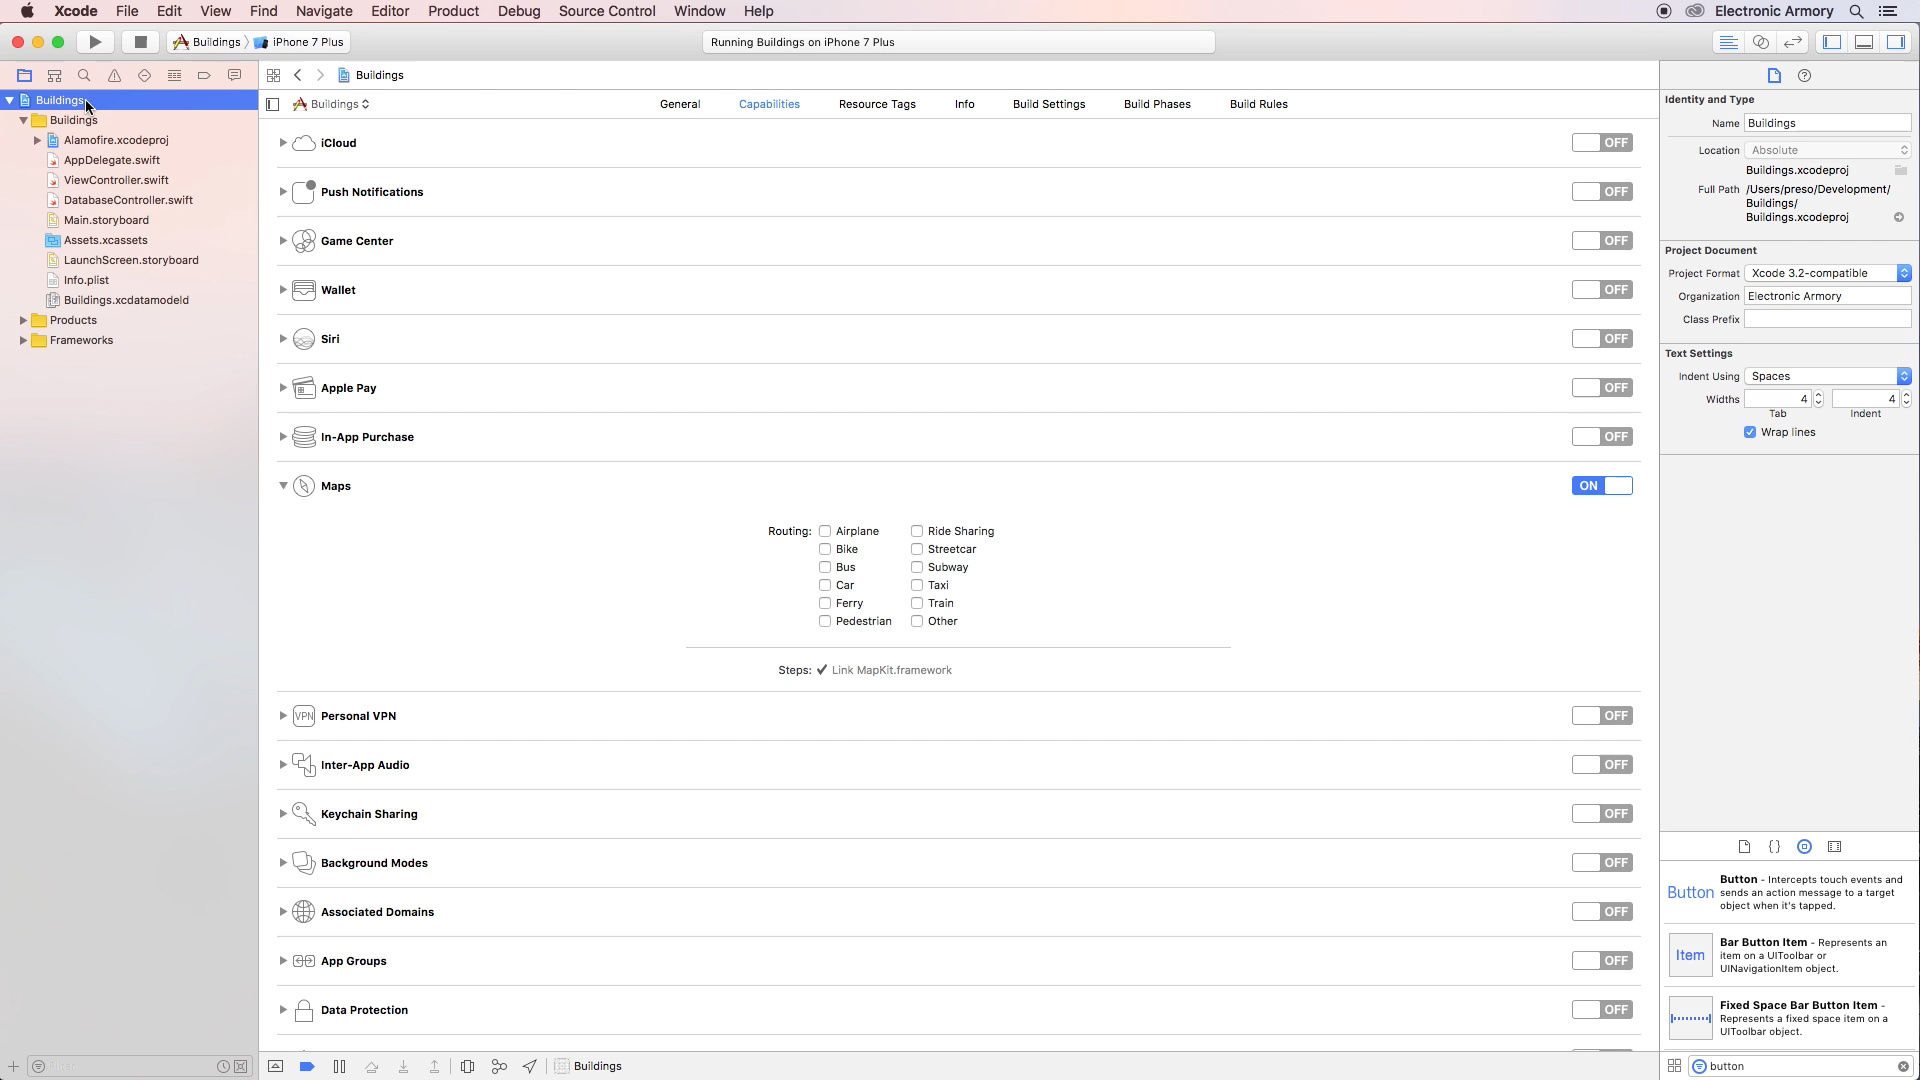 Xcode File Edit View Find Navigate Editor Product Debug Source Control Window Help Electronic Armory
Buildings iPhone 7 Plus Running Buildings on iPhone 7 Plus
Buildings
Buildings General Capabilities Resource Tags Info Build Settings Build Phases Build Rules
Buildings
Buildings
Alamofire.xcodeproj
AppDelegate.swift
ViewController.swift
DatabaseController.swift
Main.storyboard
Assets.xcassets
LaunchScreen.storyboard
Info.plist
Buildings.xcdatamodeld
Products
Frameworks
iCloud OFF
Push Notifications OFF
Game Center OFF
Wallet OFF
Siri OFF
Apple Pay OFF
In-App Purchase OFF
Maps ON
Routing: Airplane Ride Sharing
Bike Streetcar
Bus Subway
Car Taxi
Ferry Train
Pedestrian Other
Steps: ✓ Link MapKit.framework
VPN Personal VPN OFF
Inter-App Audio OFF
Keychain Sharing OFF
Background Modes OFF
Associated Domains OFF
App Groups OFF
Data Protection OFF
Buildings
Identity and Type
Name Buildings
Location Absolute
Buildings.xcodeproj
Full Path /Users/preso/Development/
Buildings/
Buildings.xcodeproj
Project Document
Project Format Xcode 3.2-compatible
Organization Electronic Armory
Class Prefix
Text Settings
Indent Using Spaces
Widths 4 4
Tab Indent
Wrap lines
{}
Button Button - Intercepts touch events and
sends an action message to a target
object when it's tapped.
Item Bar Button Item - Represents an
item on a UIToolbar or
UINavigationItem object.
Fixed Space Bar Button Item -
Represents a fixed space item on a
UIToolbar object.
button